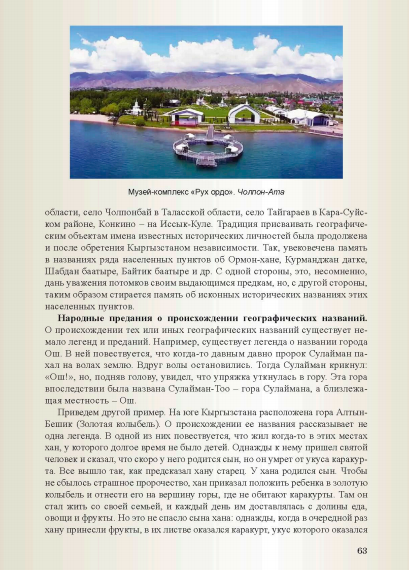 Музей-комплекс «Рух ордо». Чолпон-Ата
области, село Чолпонбай в Таласской области, село Тайгараев в Кара-Суйс-
ком районе, Конкино – на Иссык-Куле. Традиция присваивать географиче-
ским объектам имена известных исторических личностей была продолжена
и после обретения Кыргызстаном независимости. Так, увековечена память
в названиях ряда населенных пунктов об Ормон-хане, Курманджан датке,
Шабдан баатыре, Байтик баатыре и др. С одной стороны, это, несомненно,
дань уважения потомков своим выдающимся предкам, но, с другой стороны,
таким образом стирается память об исконных исторических названиях этих
населенных пунктов.
Народные предания о происхождении географических названий.
О происхождении тех или иных географических названий существует не-
мало легенд и преданий. Например, существует легенда о названии города
Ош. В ней повествуется, что когда-то давным давно пророк Сулайман па-
хал на волах землю. Вдруг волы остановились. Тогда Сулайман крикнул:
«Ош!», но, подняв голову, увидел, что упряжка уткнулась в гору. Эта гора
впоследствии была названа Сулайман-Тоо – гора Сулаймана, а близлежа-
щая местность – Ош.
Приведем другой пример. На юге Кыргызстана расположена гора Алтын-
Бешик (Золотая колыбель). О происхождении ее названия рассказывает не
одна легенда. В одной из них повествуется, что жил когда-то в этих местах
хан, у которого долгое время не было детей. Однажды к нему пришел святой
человек и сказал, что скоро у него родится сын, но он умрет от укуса каракур-
та. Все вышло так, как предсказал хану старец. У хана родился сын. Чтобы
не сбылось страшное пророчество, хан приказал положить ребенка в золотую
колыбель и отнести его на вершину горы, где не обитают каракурты. Там он
стал жить со своей семьей, и каждый день им доставлялась с долины еда,
овощи и фрукты. Но это не спасло сына хана: однажды, когда в очередной раз
хану принесли фрукты, в их листве оказался каракурт, укус которого оказался
63